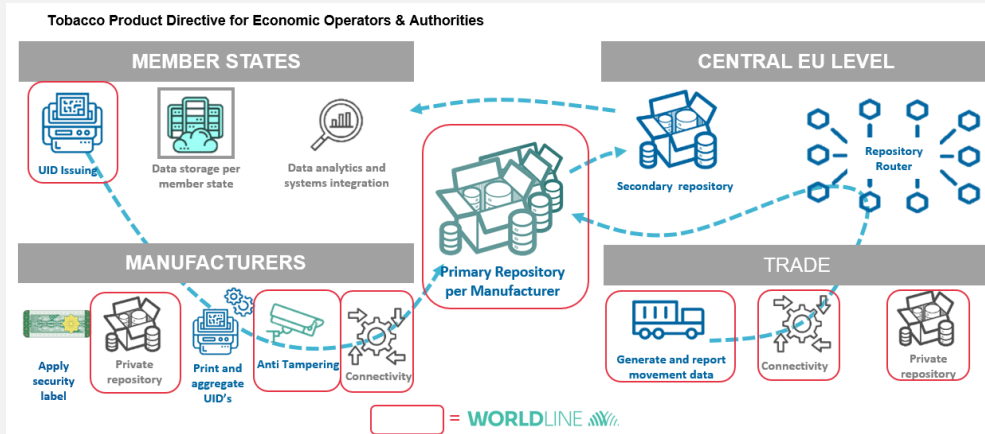 Tobacco Product Directive for Economic Operators & Authorities
MEMBER STATES
CENTRAL EU LEVEL
UID Issuing
Data storage per
member state
Data analytics and
systems integration
Secondary repository
Repository
Router
Primary Repository
per Manufacturer
MANUFACTURERS
TRADE
Apply
security
label
Private
repository
Print and
aggregate
UID's
Anti Tampering
Connectivity
Generate and report
movement data
Connectivity
Private
repository
= WORLDLINE